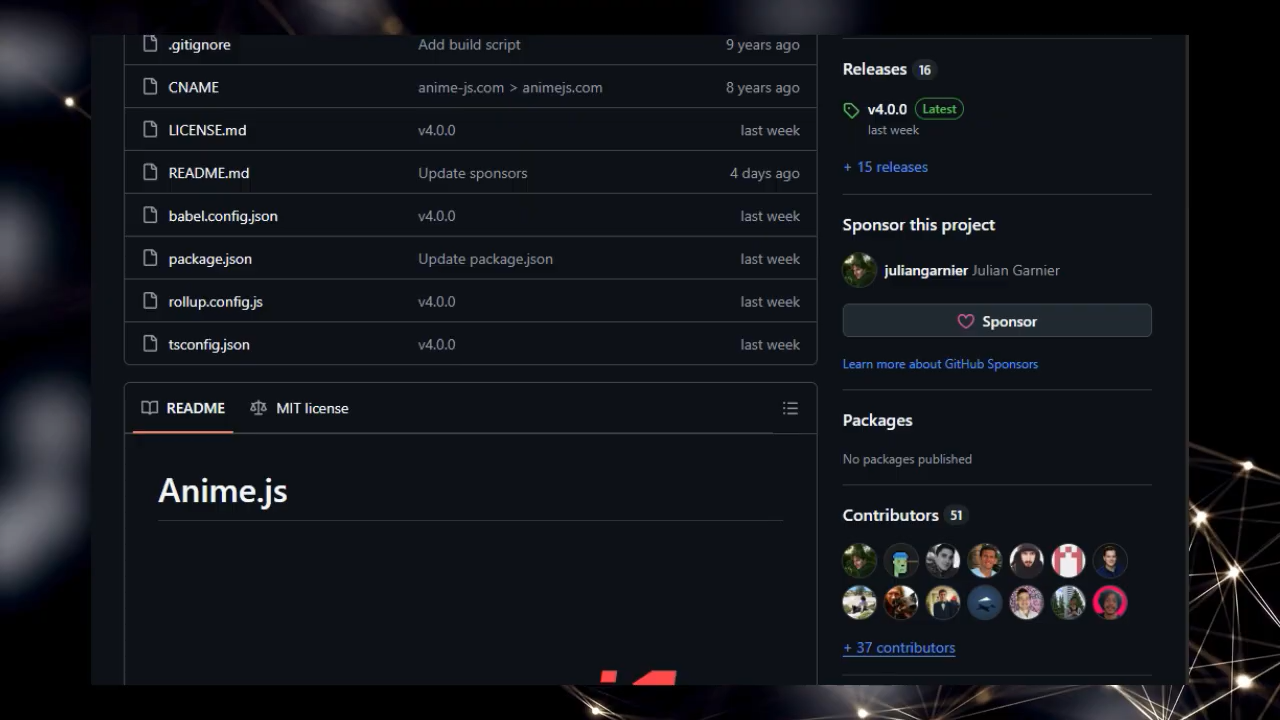 .gitignore Add build script 9 years ago
CNAME anime-js.com > animejs.com 8 years ago
LICENSE.md v4.0.0 last week
README.md Update sponsors 4 days ago
babel.config.json v4.0.0 last week
package.json Update package.json last week
rollup.config.js v4.0.0 last week
tsconfig.json v4.0.0 last week
README MIT license
Anime.js
Releases 16
v4.0.0 Latest
last week
+ 15 releases
Sponsor this project
juliangarnier Julian Garnier
Sponsor
Learn more about GitHub Sponsors
Packages
No packages published
Contributors 51
+ 37 contributors